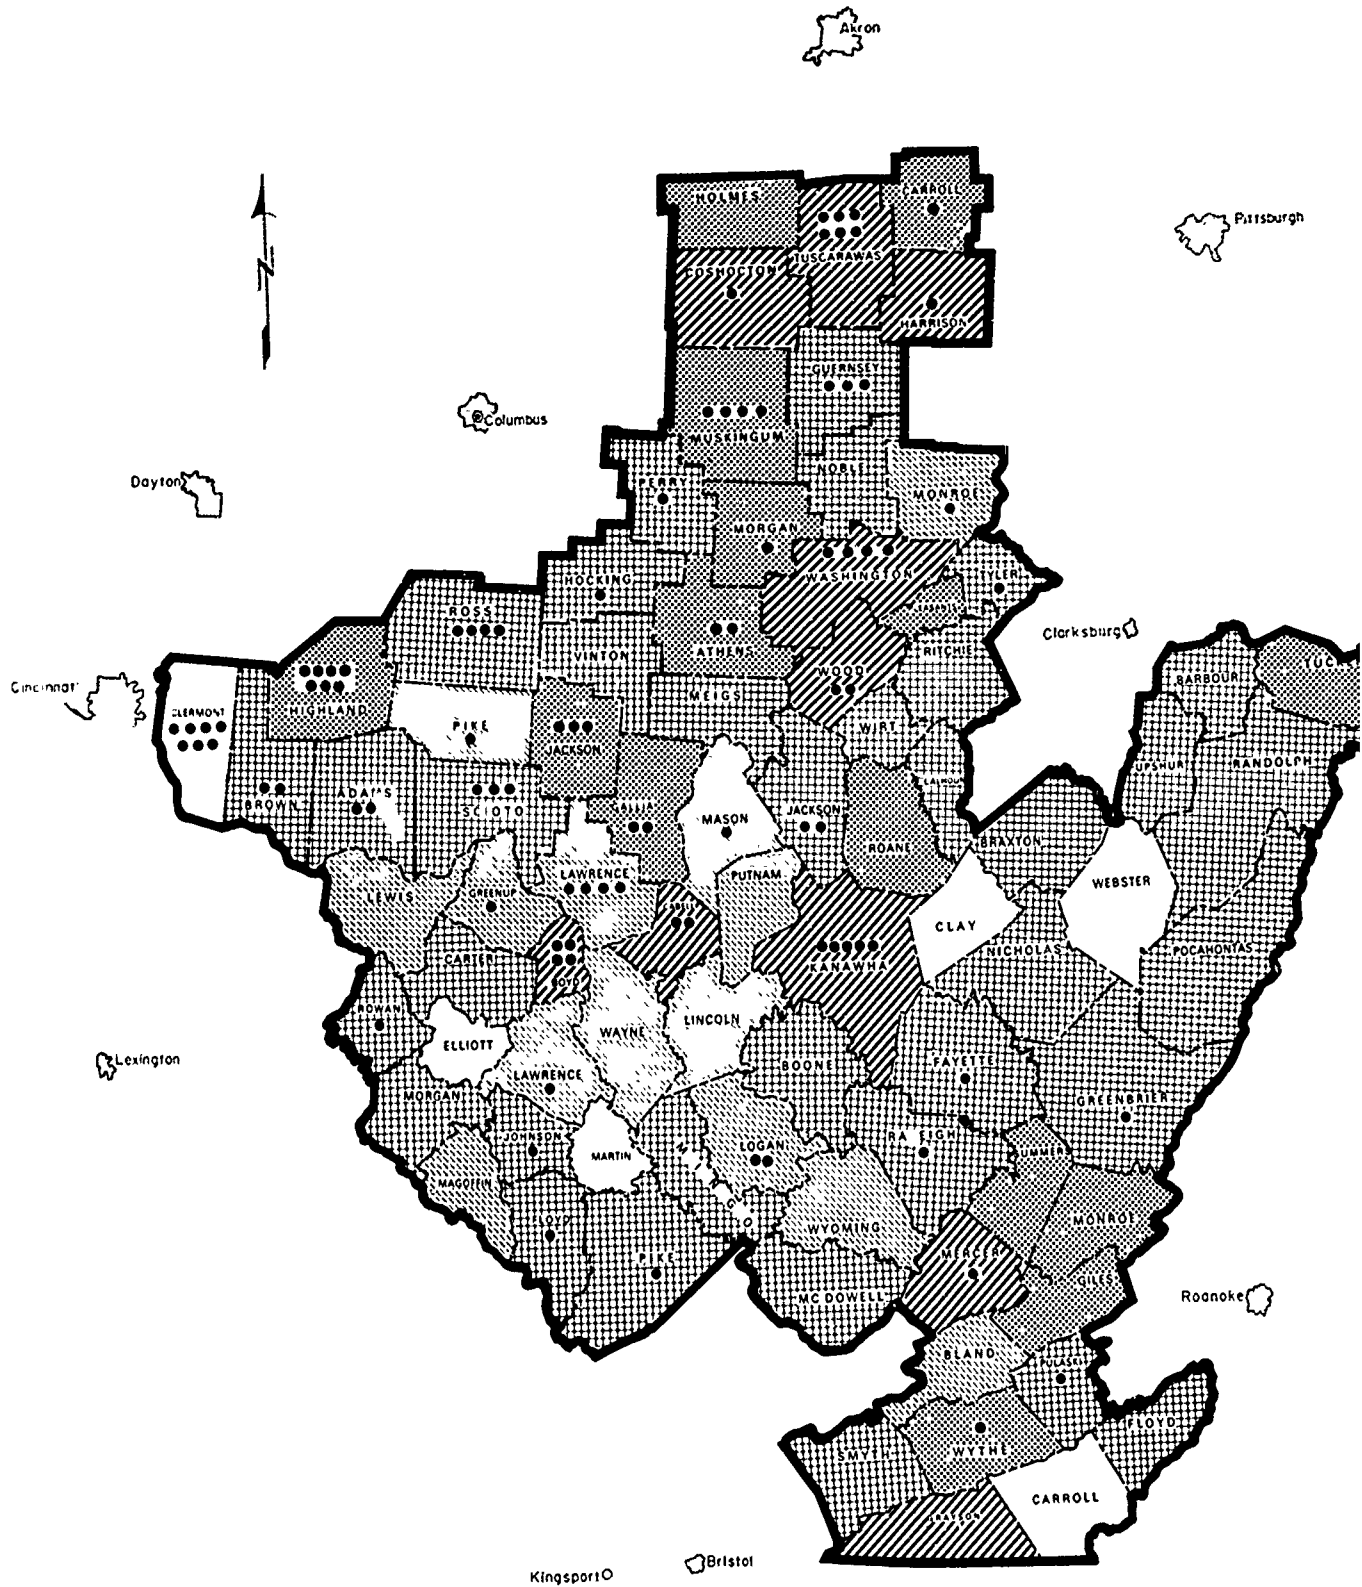 Akron
HOLMES
CARROLL
Pittsburgh
COSHOCTON
TUSCARAWAS
HARRISON
GUERNSEY
Columbus
MUSKINGUM
Dayton
PERRY
NOBLE
MONROE
MORGAN
HOCKING
WASHINGTON
TYLER
ROSS
Clarksburg
VINTON
ATHENS
WOOD
RITCHIE
TUC
BARBOUR
Cincinnati
CLERMONT
HIGHLAND
MEIGS
PIKE
JACKSON
WIRT
UPSHUR
RANDOLPH
BROWN
ADAMS
SCIOTO
MASON
JACKSON
ROANE
BRAXTON
LEWIS
GREENUP
LAWRENCE
PUTNAM
WEBSTER
CLAY
CARTER
KANAWHA
NICHOLAS
POCAHONTAS
ROWAN
ELLIOTT
WAYNE
LINCOLN
Lexington
LAWRENCE
BOONE
FAYETTE
MORGAN
GREENBRIER
JOHNSON
MARTIN
LOGAN
RALEIGH
MAGOFFIN
FLOYD
WYOMING
MONROE
PIKE
MERCER
GILES
MC DOWELL
Roanoke
BLAND
PULASKI
FLOYD
SMYTH
WYTHE
CARROLL
Kingsport
Bristol